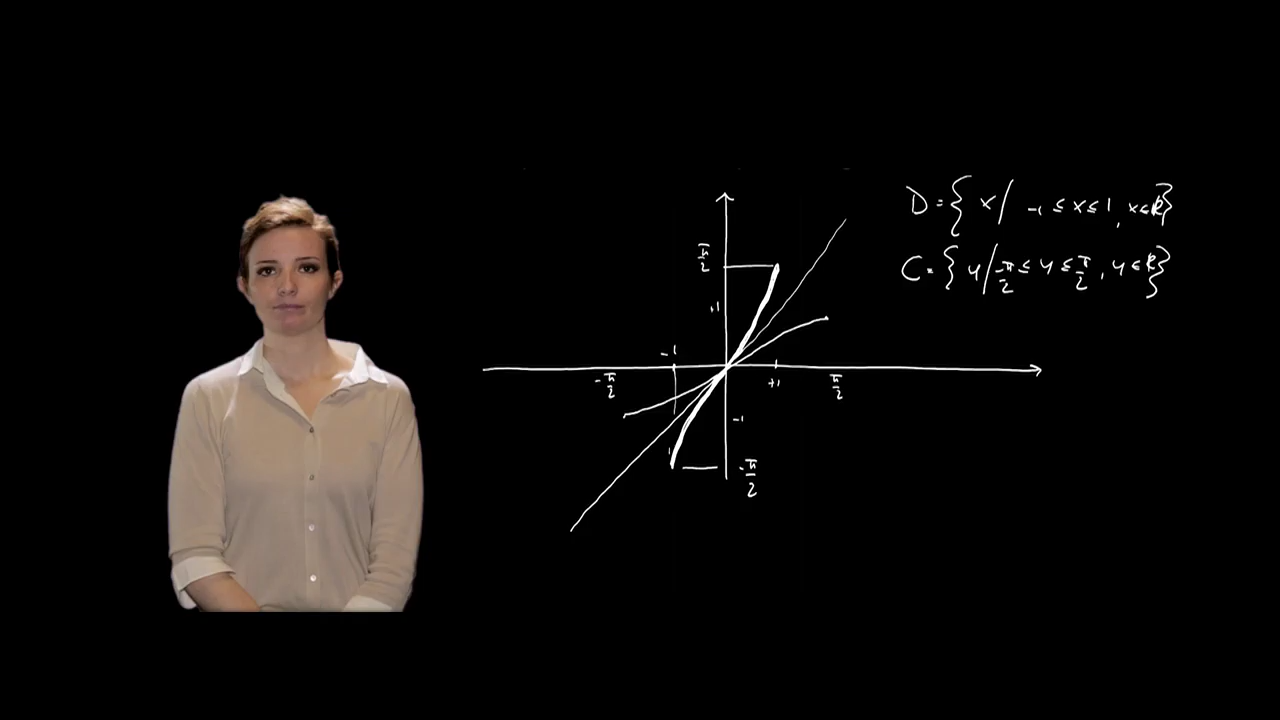 D = { x / -1 ≤ x ≤ 1, x ∈ R }
C = { y / -π/2 ≤ y ≤ π/2, y ∈ R }
π/2
+1
-1
-π/2
+1
π/2
-1
-π/2